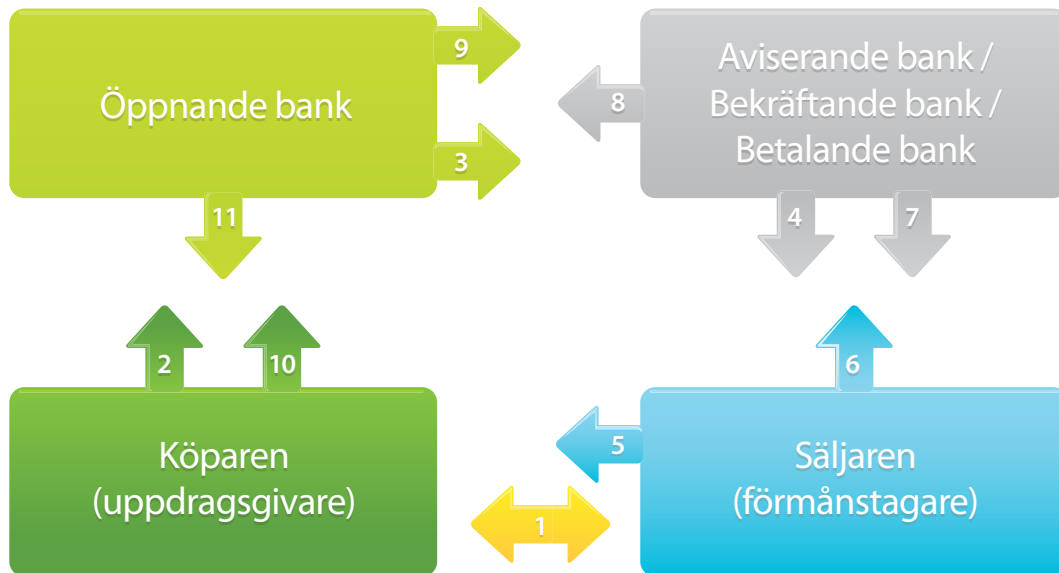 Öppnande bank
9
3
11
Aviserande bank /
Bekräftande bank /
Betalande bank
8
4
7
2
10
6
Köparen
(uppdragsgivare)
5
1
Säljaren
(förmånstagare)